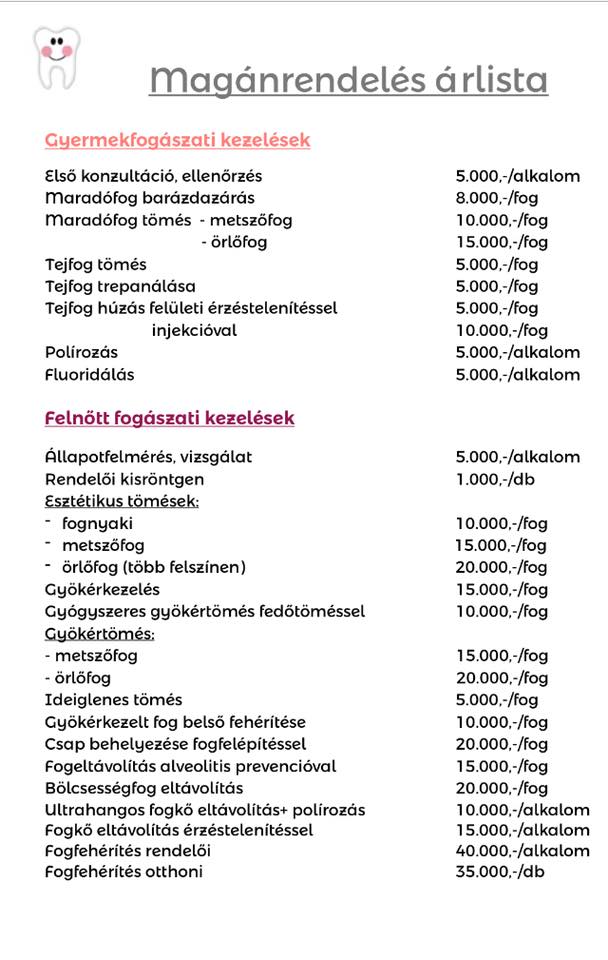 Magánrendelés árlista
Gyermekfogászati kezelések
Első konzultáció, ellenőrzés 5.000,-/alkalom
Maradófog barázdazárás 8.000,-/fog
Maradófog tömés - metszőfog 10.000,-/fog
- örlőfog 15.000,-/fog
Tejfog tömés 5.000,-/fog
Tejfog trepanálása 5.000,-/fog
Tejfog húzás felületi érzéstelenítéssel 5.000,-/fog
injekcióval 10.000,-/fog
Polírozás 5.000,-/alkalom
Fluoridálás 5.000,-/alkalom
Felnőtt fogászati kezelések
Állapotfelmérés, vizsgálat 5.000,-/alkalom
Rendelői kisröntgen 1.000,-/db
Esztétikus tömések:
- fognyaki 10.000,-/fog
- metszőfog 15.000,-/fog
- örlőfog (több felszínen) 20.000,-/fog
Gyökérkezelés 15.000,-/fog
Gyógyszeres gyökértömés fedőtöméssel 10.000,-/fog
Gyökértömés:
- metszőfog 15.000,-/fog
- örlőfog 20.000,-/fog
Ideiglenes tömés 5.000,-/fog
Gyökérkezelt fog belső fehérítése 10.000,-/fog
Csap behelyezése fogfelépítéssel 20.000,-/fog
Fogeltávolítás alveolitis prevencióval 15.000,-/fog
Bölcsességfog eltávolítás 20.000,-/fog
Ultrahangos fogkő eltávolítás+ polírozás 10.000,-/alkalom
Fogkő eltávolítás érzéstelenítéssel 15.000,-/alkalom
Fogfehérítés rendelői 40.000,-/alkalom
Fogfehérítés otthoni 35.000,-/db